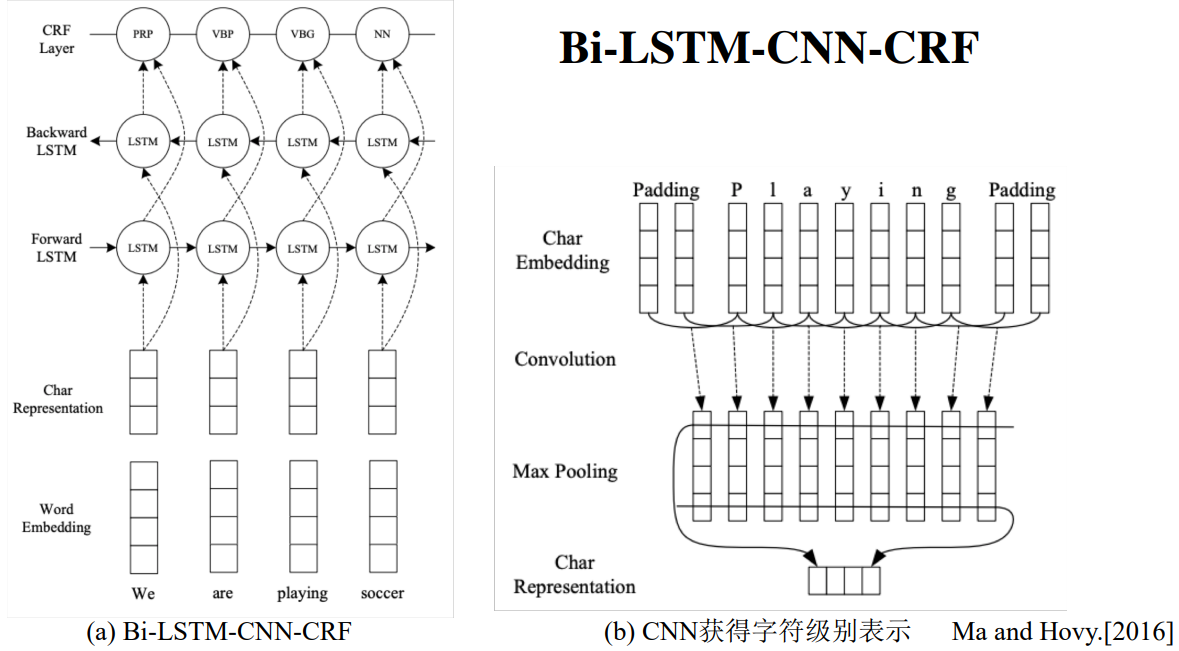 Bi-LSTM-CNN-CRF
CRF
Layer
PRP VBP VBG NN
Backward
LSTM
LSTM LSTM LSTM LSTM
Forward
LSTM
LSTM LSTM LSTM LSTM
Char
Representation
Word
Embedding
We are playing soccer
(a) Bi-LSTM-CNN-CRF
Padding P l a y i n g Padding
Char
Embedding
Convolution
Max Pooling
Char
Representation
(b) CNN获得字符级别表示 Ma and Hovy.[2016]